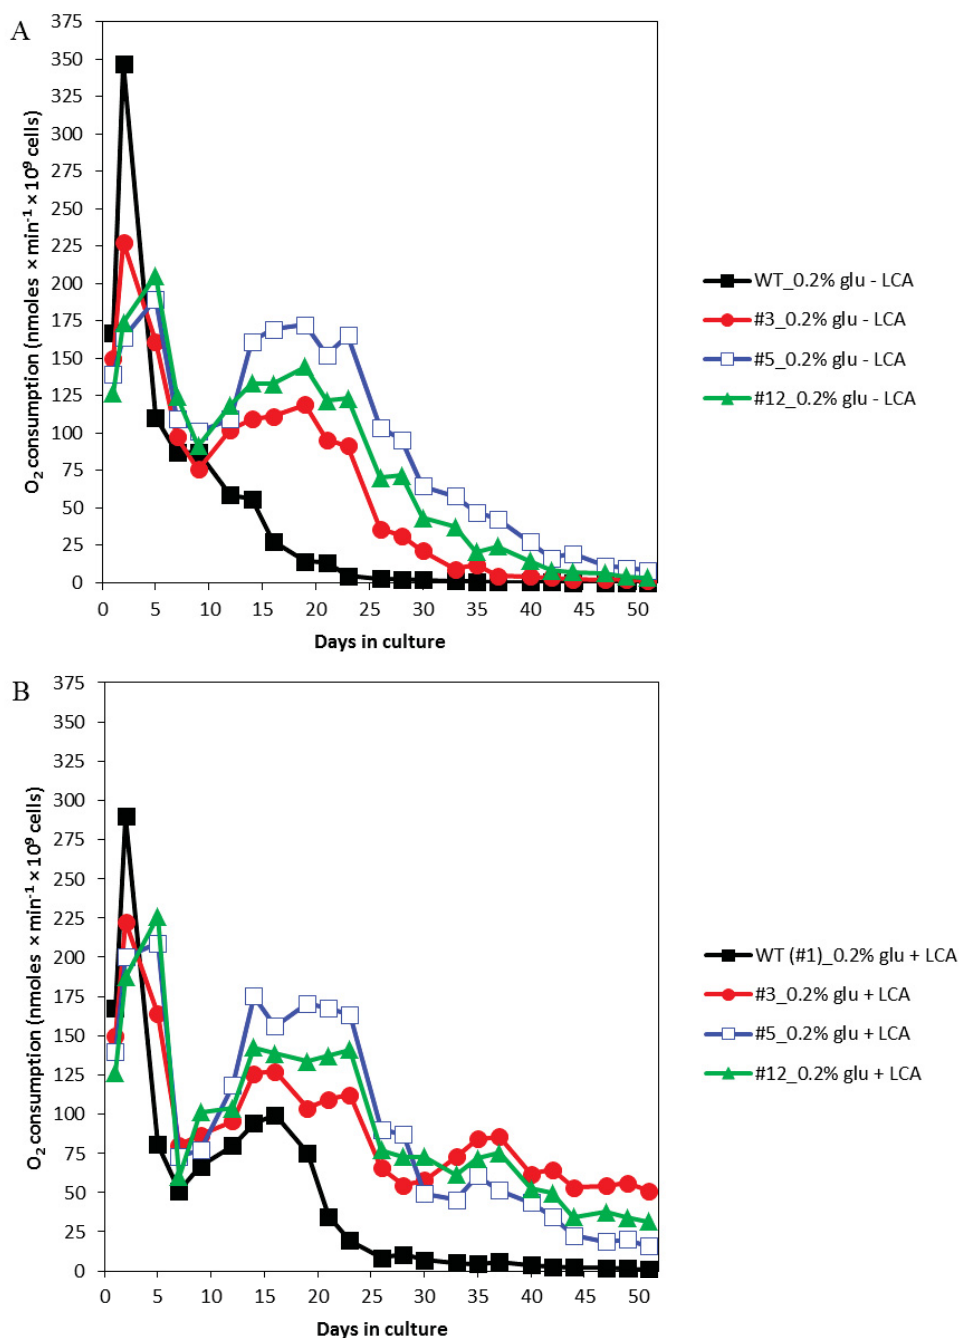 A
O₂ consumption (nmoles × min⁻¹ × 10⁹ cells)
375
350
325
300
275
250
225
200
175
150
125
100
75
50
25
0
0 5 10 15 20 25 30 35 40 45 50
Days in culture
WT_0.2% glu - LCA
#3_0.2% glu - LCA
#5_0.2% glu - LCA
#12_0.2% glu - LCA
B
O₂ consumption (nmoles × min⁻¹ × 10⁹ cells)
375
350
325
300
275
250
225
200
175
150
125
100
75
50
25
0
0 5 10 15 20 25 30 35 40 45 50
Days in culture
WT (#1)_0.2% glu + LCA
#3_0.2% glu + LCA
#5_0.2% glu + LCA
#12_0.2% glu + LCA